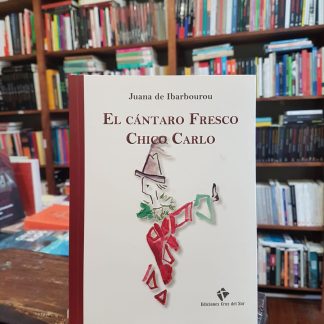 Juana de Ibarbourou
EL CÁNTARO FRESCO
CHICO CARLO
Ediciones Cruz del Sur